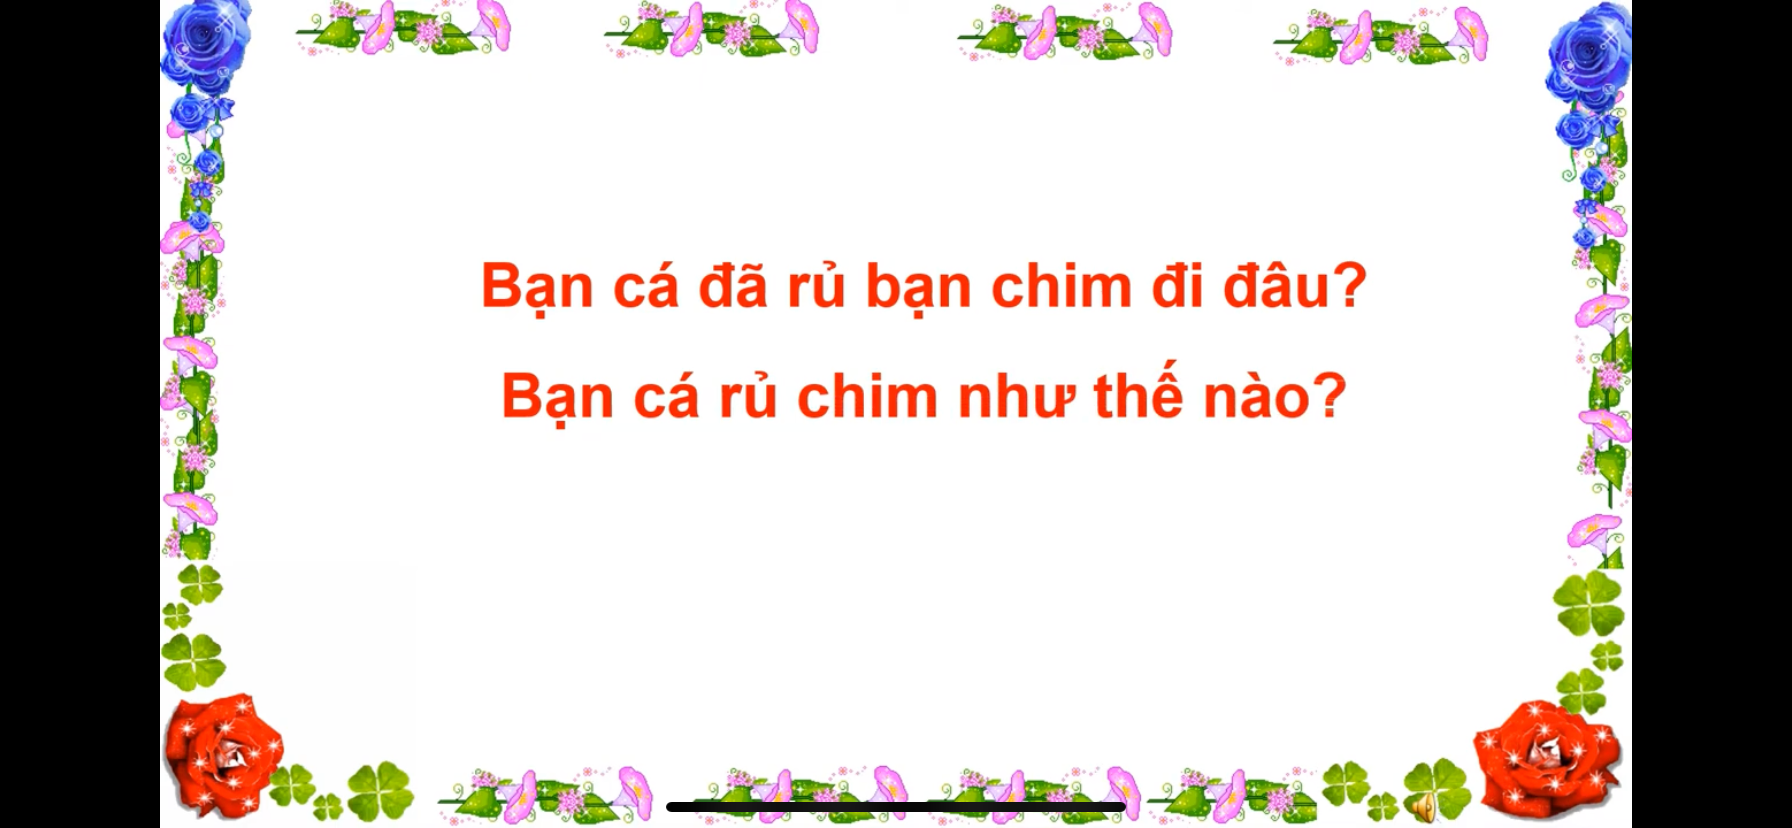 Bạn cá đã rủ bạn chim đi đâu?
Bạn cá rủ chim như thế nào?